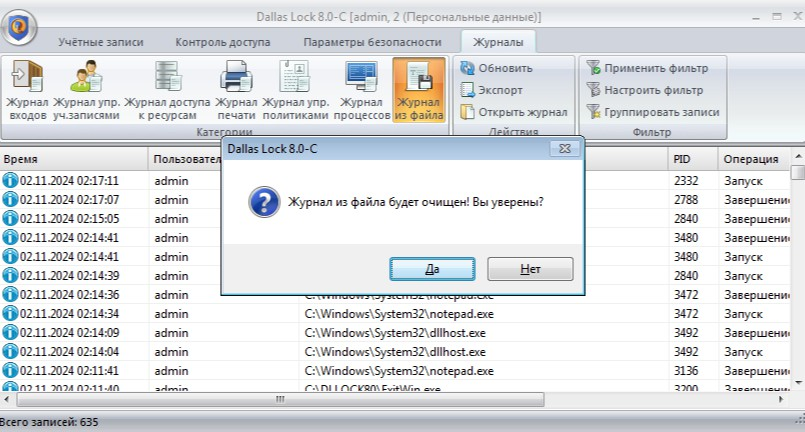 Dallas Lock 8.0-C [admin, 2 (Персональные данные)]
Учётные записи Контроль доступа Параметры безопасности Журналы
Журнал входов
Журнал упр. уч.записями
Журнал доступа к ресурсам
Журнал печати
Журнал упр. политиками
Журнал процессов
Журнал из файла
Категории
Обновить
Экспорт
Открыть журнал
Действия
Применить фильтр
Настроить фильтр
Группировать записи
Фильтр
Время Пользовател PID Операция
02.11.2024 02:17:11 admin 2332 Запуск
02.11.2024 02:17:07 admin 2788 Завершени
02.11.2024 02:15:05 admin 2840 Завершени
02.11.2024 02:14:41 admin 3480 Завершени
02.11.2024 02:14:41 admin 3480 Запуск
02.11.2024 02:14:39 admin 2840 Запуск
02.11.2024 02:14:36 admin C:\Windows\System32\notepad.exe 3472 Завершени
02.11.2024 02:14:34 admin C:\Windows\System32\notepad.exe 3472 Запуск
02.11.2024 02:14:09 admin C:\Windows\System32\dllhost.exe 3492 Завершени
02.11.2024 02:14:04 admin C:\Windows\System32\dllhost.exe 3492 Запуск
02.11.2024 02:11:41 admin C:\Windows\System32\notepad.exe 3136 Завершени
02.11.2024 02:11:40 admin C:\DLLOCK80\ExitWin.exe 3200 Завершени
Dallas Lock 8.0-C
Журнал из файла будет очищен! Вы уверены?
Да Нет
Всего записей: 635